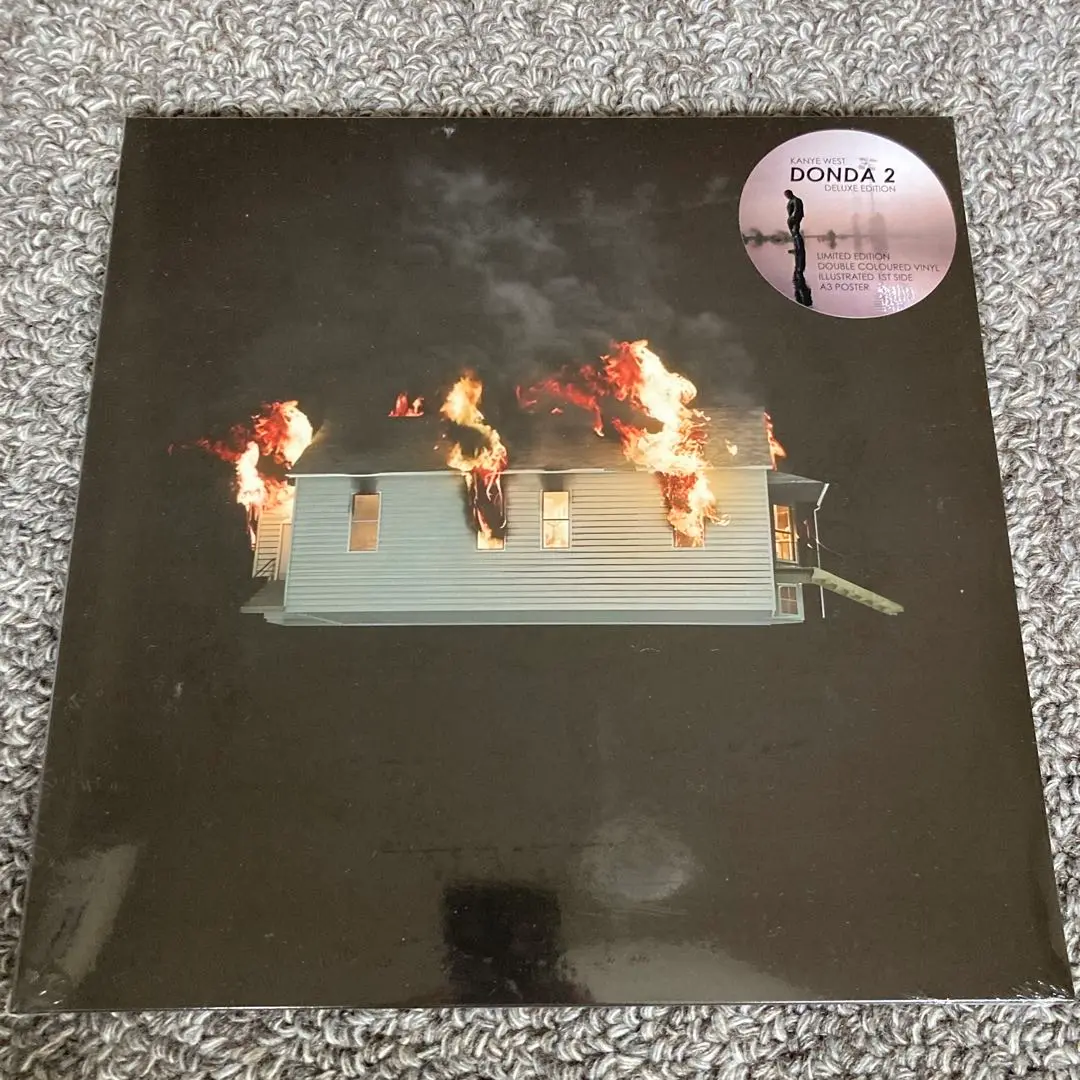 KANYE WEST
DONDA 2
DELUXE EDITION
LIMITED EDITION
DOUBLE COLOURED VINYL
ILLUSTRATED 1ST SIDE
A3 POSTER